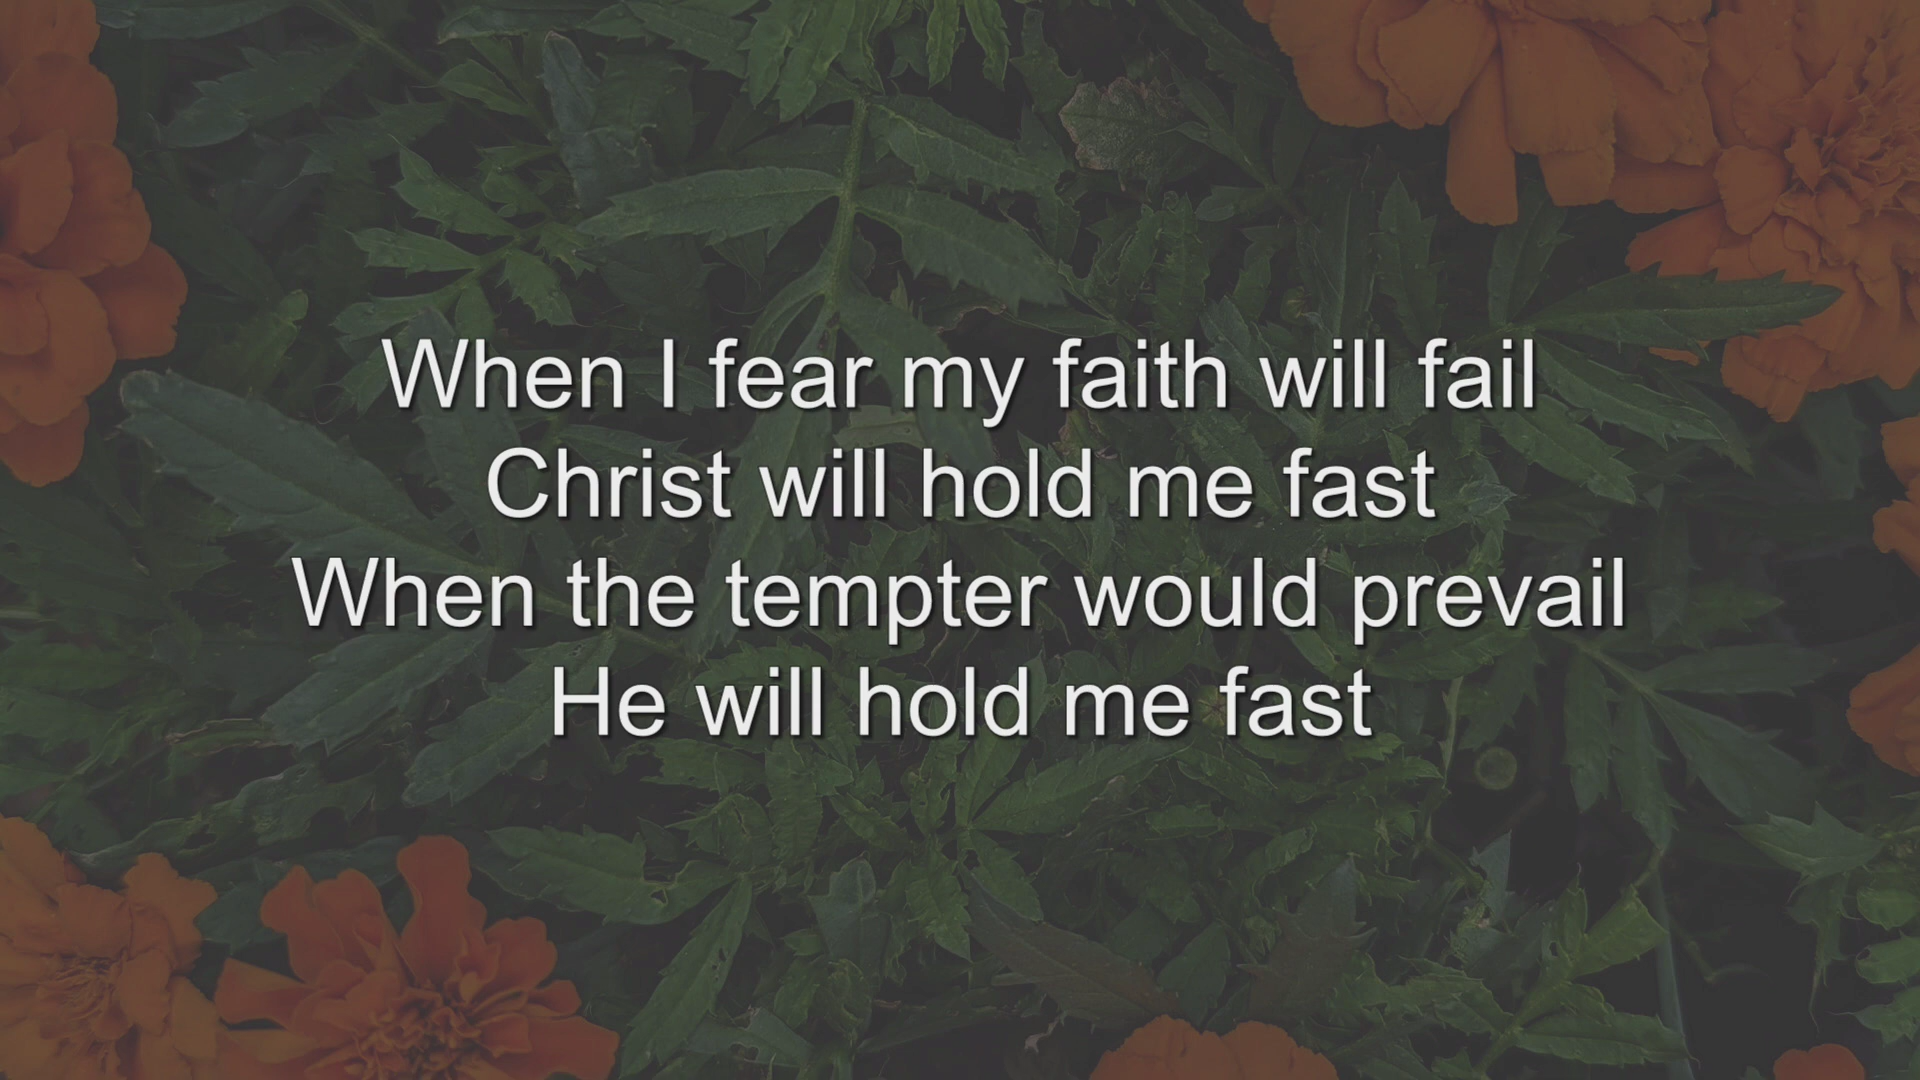 When I fear my faith will fail
Christ will hold me fast
When the tempter would prevail
He will hold me fast